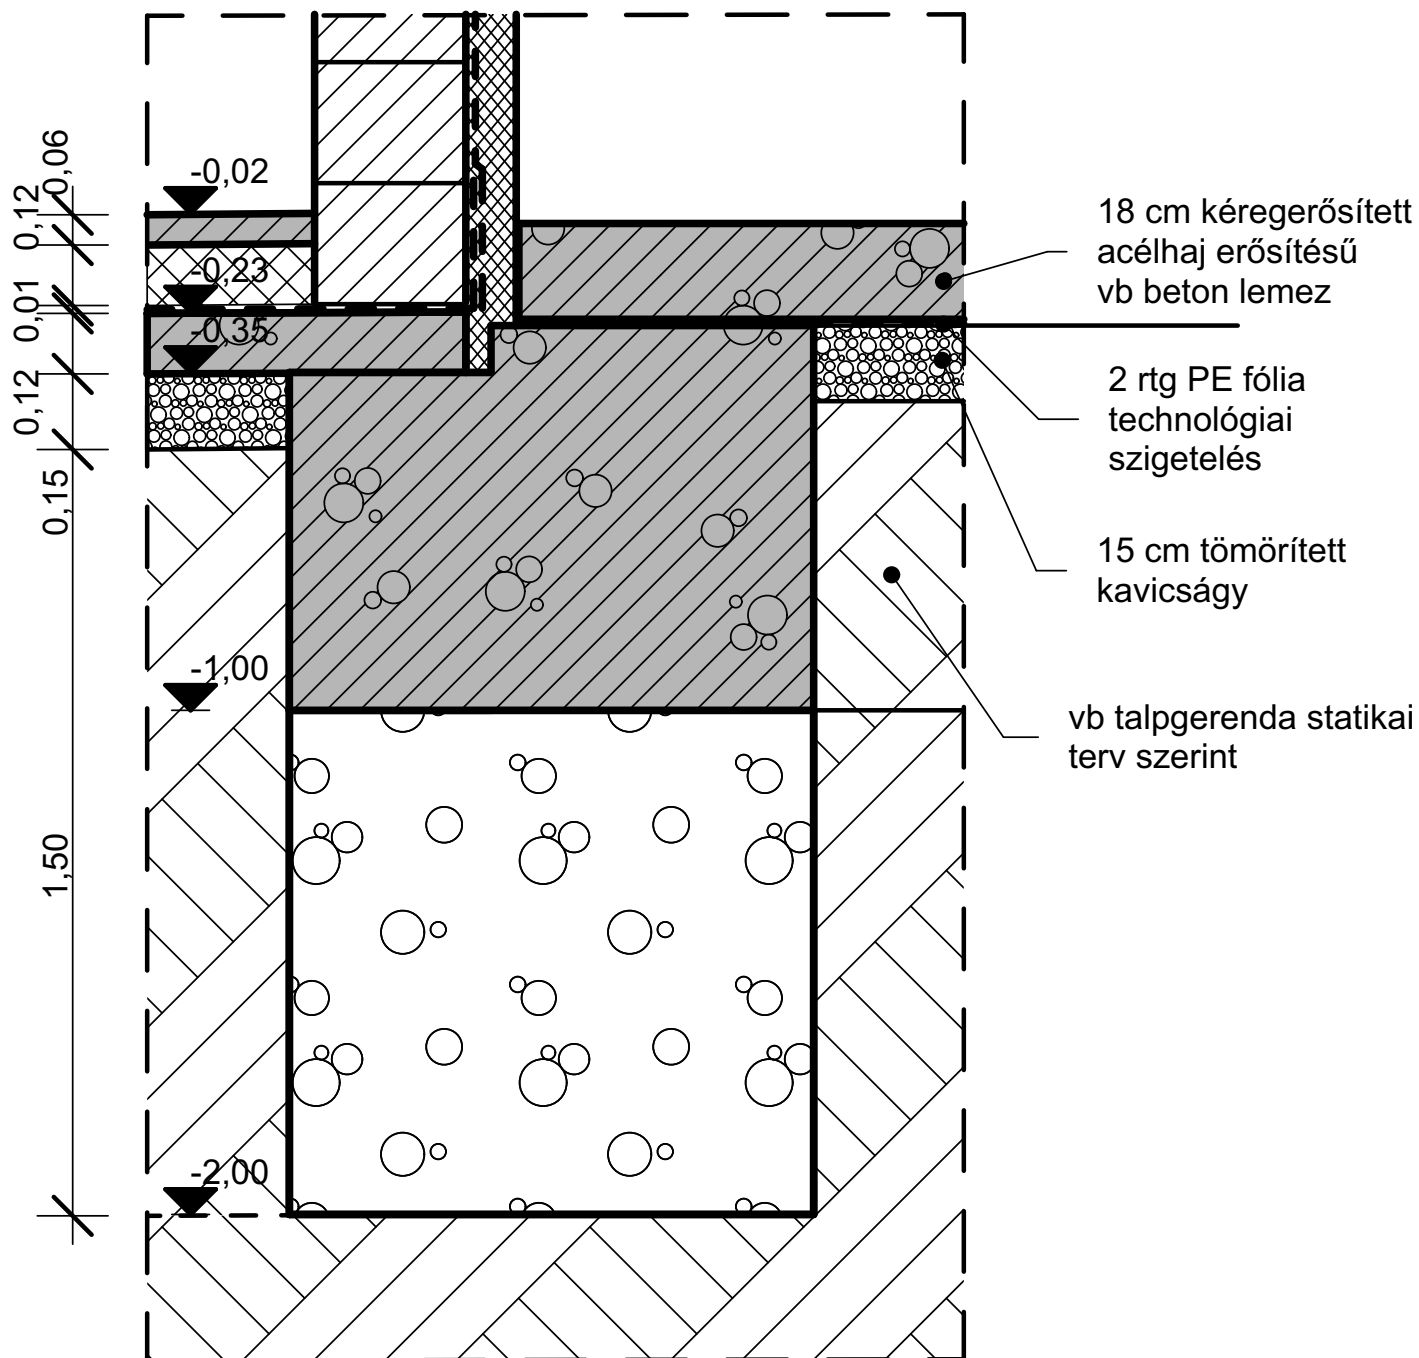 0,06
0,12
0,01
0,12
0,15
1,50
-0,02
-0,23
-0,35
-1,00
-2,00
18 cm kéregerősített
acélhaj erősítésű
vb beton lemez
2 rtg PE fólia
technológiai
szigetelés
15 cm tömörített
kavicságy
vb talpgerenda statikai
terv szerint